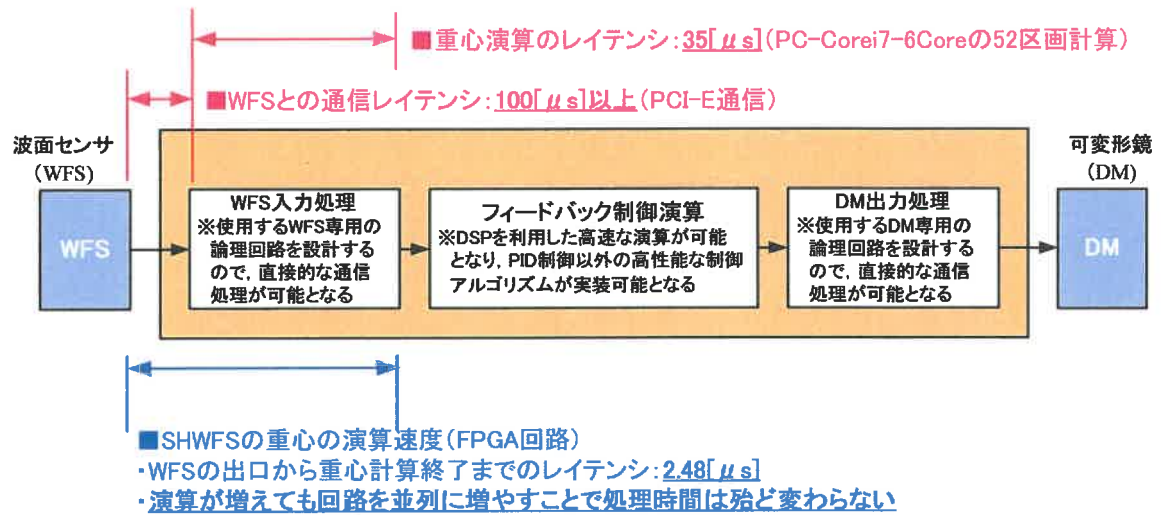 ■重心演算のレイテンシ:35[μs](PC-Corei7-6Coreの52区画計算)
■WFSとの通信レイテンシ:100[μs]以上(PCI-E通信)
波面センサ
(WFS)
可変形鏡
(DM)
WFS
WFS入力処理
※使用するWFS専用の
論理回路を設計する
ので,直接的な通信
処理が可能となる
フィードバック制御演算
※DSPを利用した高速な演算が可能
となり,PID制御以外の高性能な制御
アルゴリズムが実装可能となる
DM出力処理
※使用するDM専用の
論理回路を設計する
ので,直接的な通信
処理が可能となる
DM
■SHWFSの重心の演算速度(FPGA回路)
・WFSの出口から重心計算終了までのレイテンシ:2.48[μs]
・演算が増えても回路を並列に増やすことで処理時間は殆ど変わらない